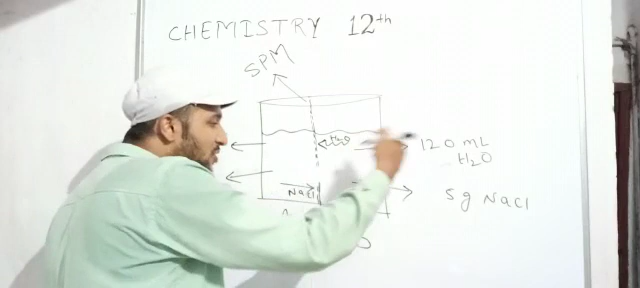 CHEMISTRY 12th
SPM
120 mL
H2O
NaCl
5g NaCl